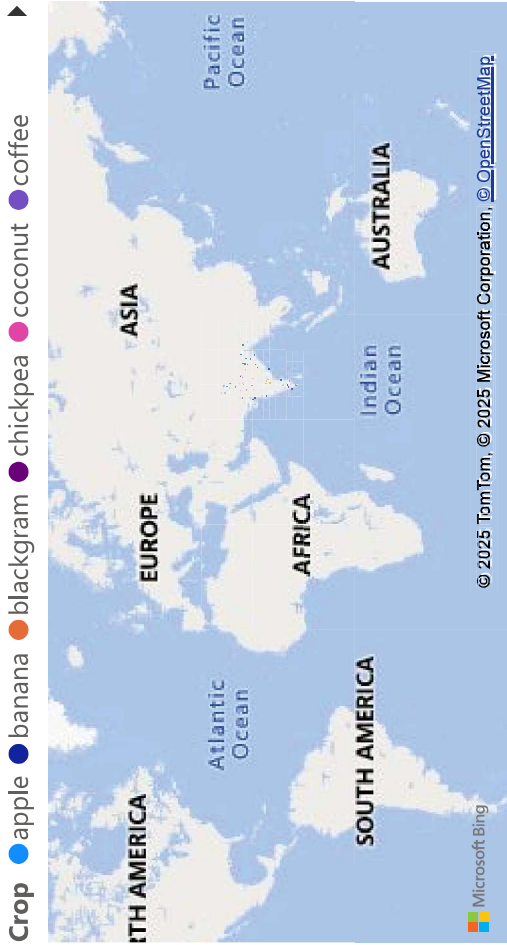 Crop apple banana blackgram chickpea coconut coffee
Pacific
Ocean
ASIA
EUROPE
RTH AMERICA
Atlantic
Ocean
AFRICA
Indian
Ocean
AUSTRALIA
SOUTH AMERICA
Microsoft Bing
© 2025 TomTom, © 2025 Microsoft Corporation, © OpenStreetMap